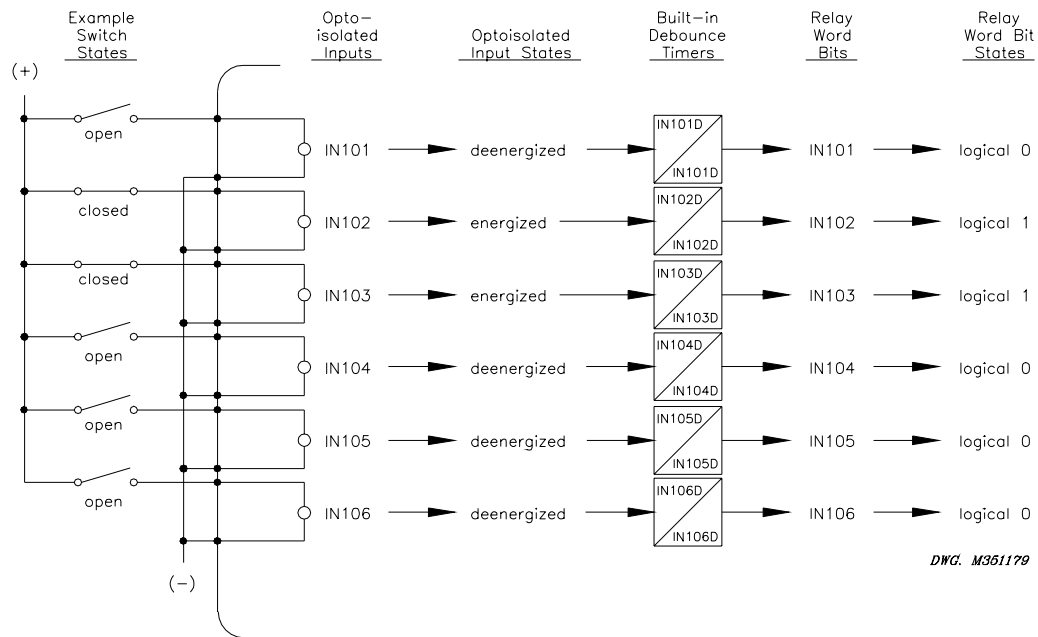 Example
Switch
States
Opto-
isolated
Inputs
Optoisolated
Input States
Built-in
Debounce
Timers
Relay
Word
Bits
Relay
Word Bit
States
(+)
open
IN101
deenergized
IN101D
IN101D
IN101
logical 0
closed
IN102
energized
IN102D
IN102D
IN102
logical 1
closed
IN103
energized
IN103D
IN103D
IN103
logical 1
open
IN104
deenergized
IN104D
IN104D
IN104
logical 0
open
IN105
deenergized
IN105D
IN105D
IN105
logical 0
open
IN106
deenergized
IN106D
IN106D
IN106
logical 0
DWG. M351179
(-)